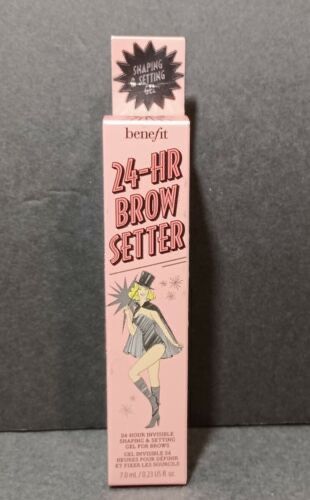 SHAPING
& SETTING
GEL
benefit
24-HR
BROW
SETTER
24 HOUR INVISIBLE
SHAPING & SETTING
GEL FOR BROWS
GEL INVISIBLE 24
HEURES POUR DÉFINIR
ET FIXER LES SOURCILS
7.0 mL / 0.23 US fl. oz.